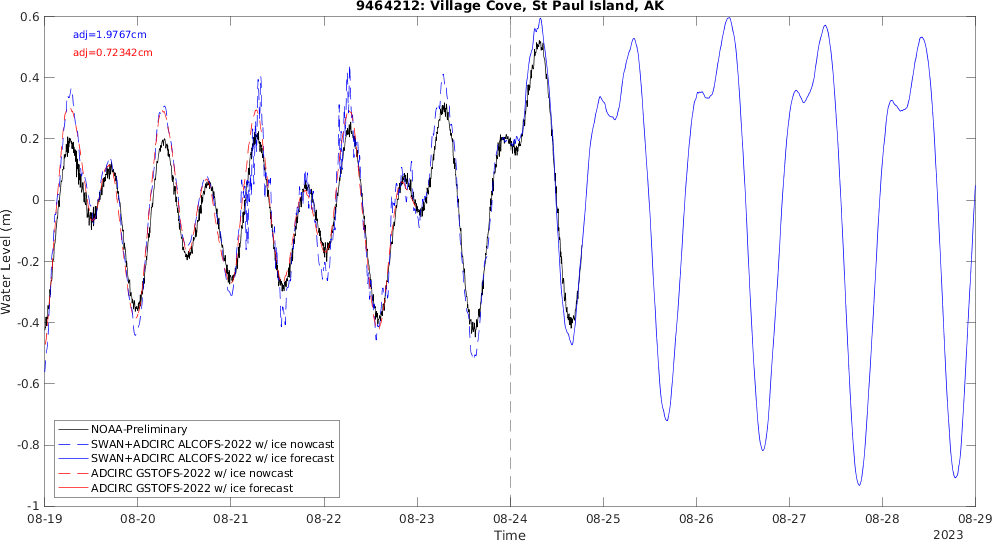 9464212: Village Cove, St Paul Island, AK
adj=1.9767cm
adj=0.72342cm
Water Level (m)
0.6
0.4
0.2
0
-0.2
-0.4
-0.6
-0.8
-1
NOAA-Preliminary
SWAN+ADCIRC ALCOFS-2022 w/ ice nowcast
SWAN+ADCIRC ALCOFS-2022 w/ ice forecast
ADCIRC GSTOFS-2022 w/ ice nowcast
ADCIRC GSTOFS-2022 w/ ice forecast
08-19 08-20 08-21 08-22 08-23 08-24 08-25 08-26 08-27 08-28 08-29
Time
2023